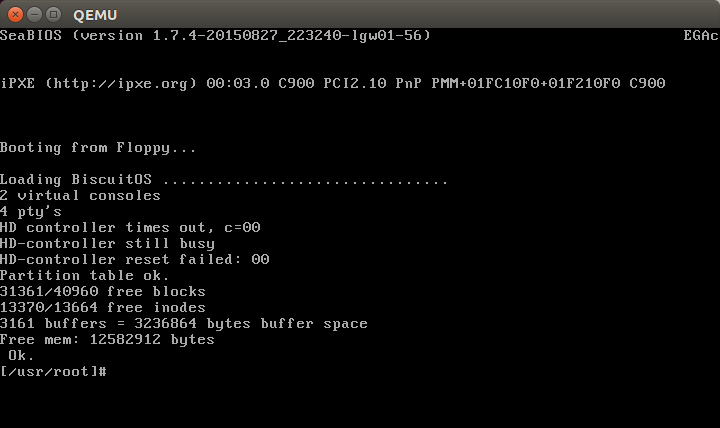 QEMU
SeaBIOS (version 1.7.4-20150827_223240-lgw01-56) EGAc
iPXE (http://ipxe.org) 00:03.0 C900 PCI2.10 PnP PMM+01FC10F0+01F210F0 C900
Booting from Floppy...
Loading BiscuitOS ................................
2 virtual consoles
4 pty's
HD controller times out, c=00
HD-controller still busy
HD-controller reset failed: 00
Partition table ok.
31361/40960 free blocks
13370/13664 free inodes
3161 buffers = 3236864 bytes buffer space
Free mem: 12582912 bytes
Ok.
[/usr/root]#